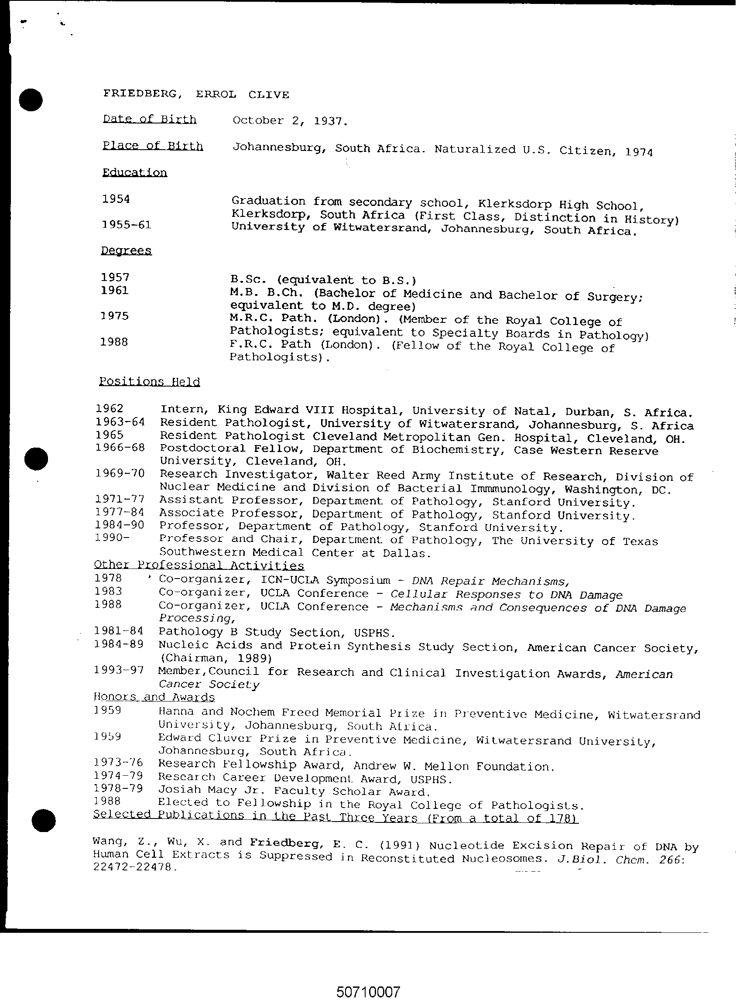 FRIEDBERG, ERROL CLIVE
Date of Birth October 2, 1937.
Place of Birth Johannesburg, South Africa. Naturalized U.S. Citizen, 1974
Education
1954 Graduation from secondary school, Klerksdorp High School,
Klerksdorp, South Africa (First Class, Distinction in History)
1955-61 University of Witwatersrand, Johannesburg, South Africa.
Degrees
1957 B.Sc. (equivalent to B.S.)
1961 M.B. B.Ch. (Bachelor of Medicine and Bachelor of Surgery;
equivalent to M.D. degree)
1975 M.R.C. Path. (London). (Member of the Royal College of
Pathologists; equivalent to Specialty Boards in Pathology)
1988 F.R.C. Path (London). (Fellow of the Royal College of
Pathologists).
Positions Held
1962 Intern, King Edward VIII Hospital, University of Natal, Durban, S. Africa.
1963-64 Resident Pathologist, University of Witwatersrand, Johannesburg, S. Africa
1965 Resident Pathologist Cleveland Metropolitan Gen. Hospital, Cleveland, OH.
1966-68 Postdoctoral Fellow, Department of Biochemistry, Case Western Reserve
University, Cleveland, OH.
1969-70 Research Investigator, Walter Reed Army Institute of Research, Division of
Nuclear Medicine and Division of Bacterial Immmunology, Washington, DC.
1971-77 Assistant Professor, Department of Pathology, Stanford University.
1977-84 Associate Professor, Department of Pathology, Stanford University.
1984-90 Professor, Department of Pathology, Stanford University.
1990- Professor and Chair, Department of Pathology, The University of Texas
Southwestern Medical Center at Dallas.
Other Professional Activities
1978 Co-organizer, ICN-UCLA Symposium - DNA Repair Mechanisms,
1983 Co-organizer, UCLA Conference - Cellular Responses to DNA Damage
1988 Co-organizer, UCLA Conference - Mechanisms and Consequences of DNA Damage
Processing,
1981-84 Pathology B Study Section, USPHS.
1984-89 Nucleic Acids and Protein Synthesis Study Section, American Cancer Society,
(Chairman, 1989)
1993-97 Member, Council for Research and Clinical Investigation Awards, American
Cancer Society
Honors and Awards
1959 Hanna and Nochem Freed Memorial Prize in Preventive Medicine, Witwatersrand
University, Johannesburg, South Africa.
1959 Edward Cluver Prize in Preventive Medicine, Witwatersrand University,
Johannesburg, South Africa.
1973-76 Research Fellowship Award, Andrew W. Mellon Foundation.
1974-79 Research Career Development Award, USPHS.
1978-79 Josiah Macy Jr. Faculty Scholar Award.
1988 Elected to Fellowship in the Royal College of Pathologists.
Selected Publications in the Past Three Years (From a total of 178)
Wang, Z., Wu, X. and Friedberg, E. C. (1991) Nucleotide Excision Repair of DNA by
Human Cell Extracts is Suppressed in Reconstituted Nucleosomes. J.Biol. Chem. 266:
22472-22478.
50710007